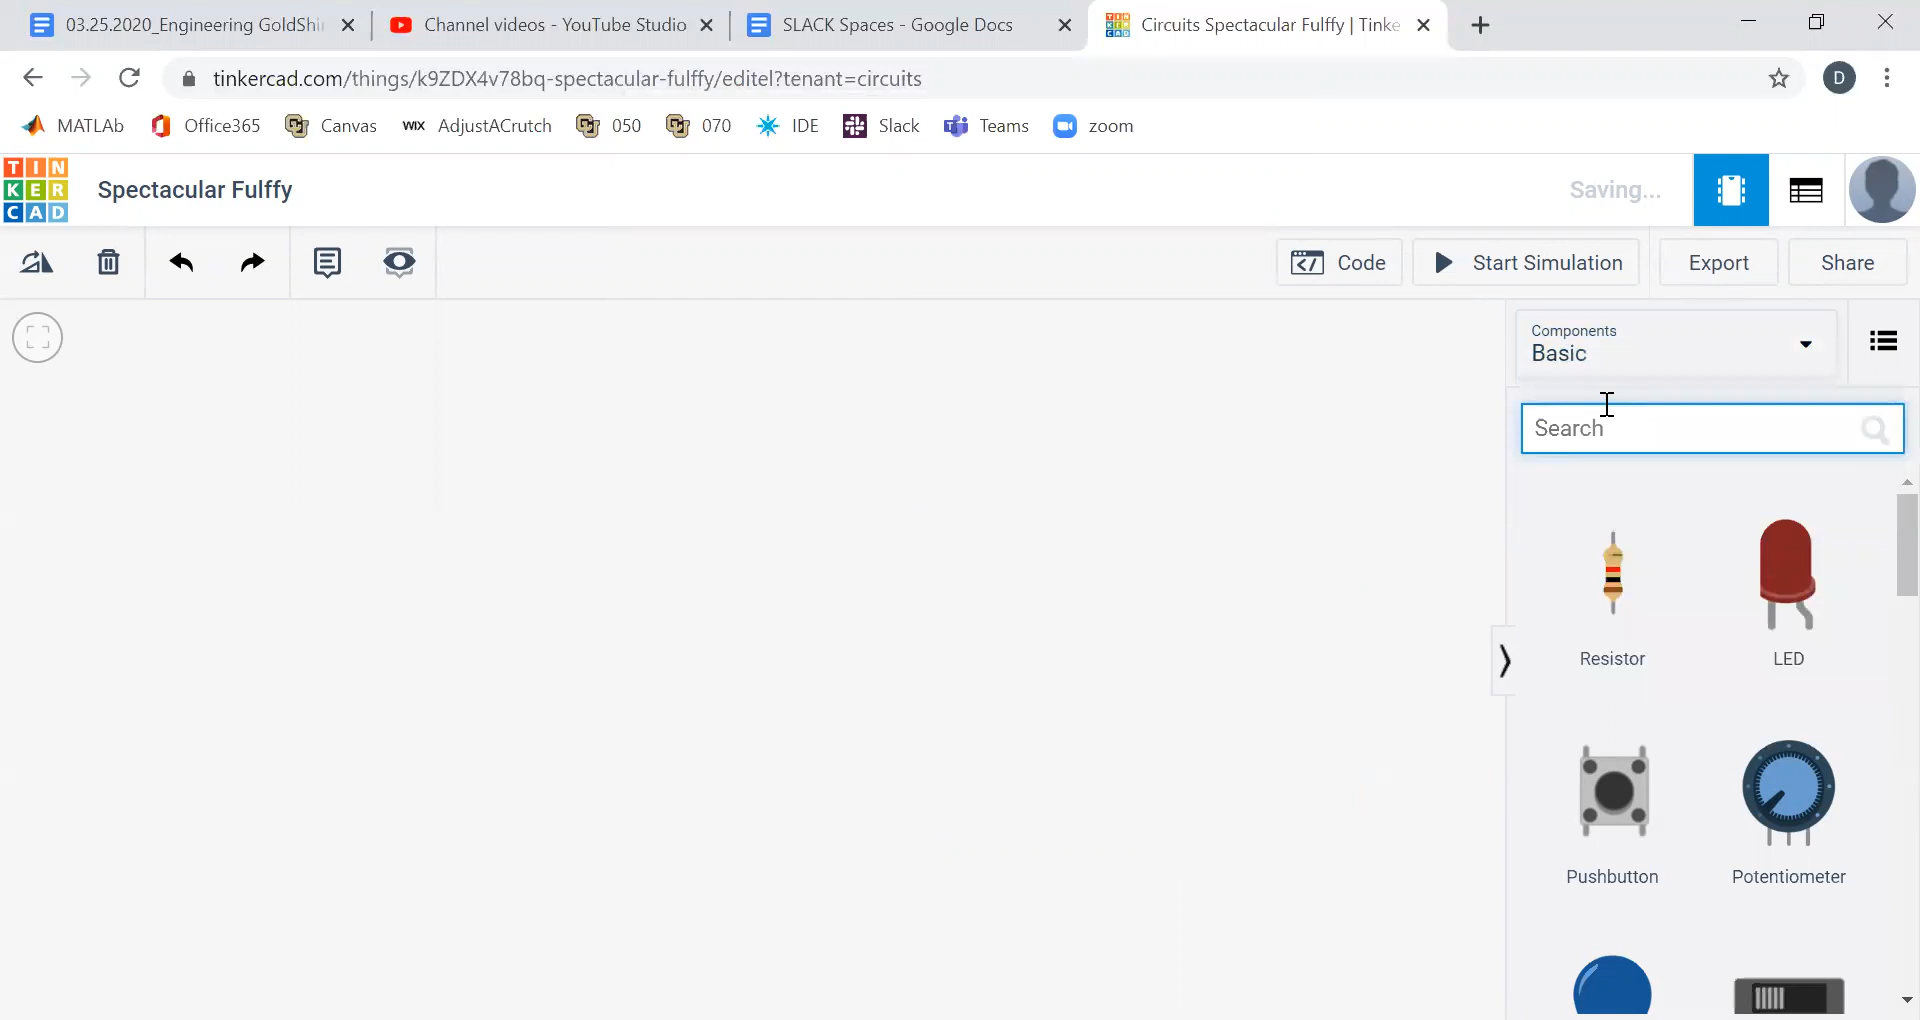 03.25.2020_Engineering GoldShi
Channel videos - YouTube Studio
SLACK Spaces - Google Docs
Circuits Spectacular Fulffy | Tinke
tinkercad.com/things/k9ZDX4v78bq-spectacular-fulffy/editel?tenant=circuits
D
MATLAb
Office365
Canvas
WIX AdjustACrutch
050
070
IDE
Slack
Teams
zoom
TIN
KER
CAD
Spectacular Fulffy
Saving...
Code
Start Simulation
Export
Share
Components
Basic
Search
Resistor
LED
Pushbutton
Potentiometer